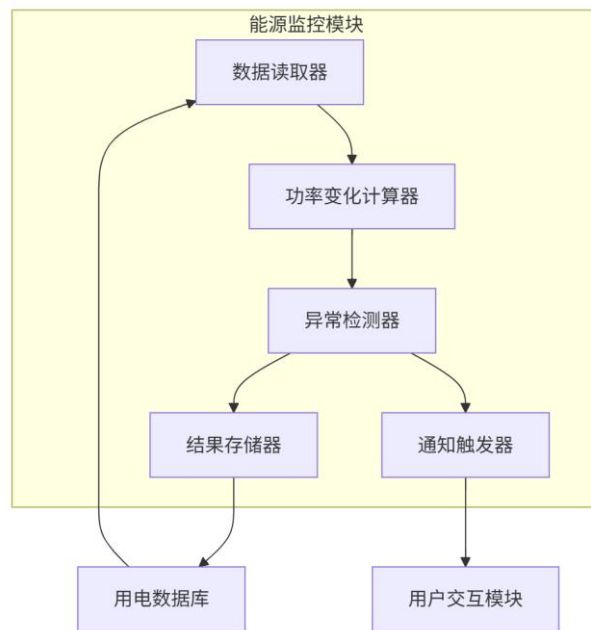 能源监控模块
数据读取器
功率变化计算器
异常检测器
结果存储器
通知触发器
用电数据库
用户交互模块